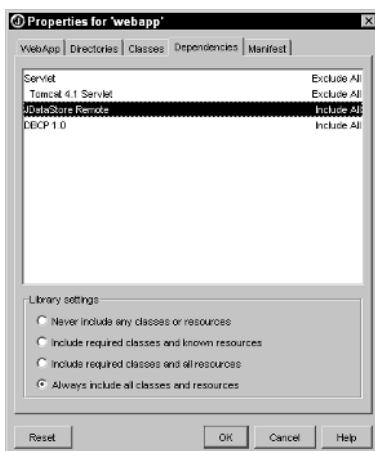 Properties for 'webapp'
WebApp Directories Classes Dependencies Manifest
Servlet Exclude All
Tomcat 4.1 Servlet Exclude All
JDataStore Remote Include All
DBCP 1.0 Include All
Library settings
Never include any classes or resources
Include required classes and known resources
Include required classes and all resources
Always include all classes and resources
Reset OK Cancel Help